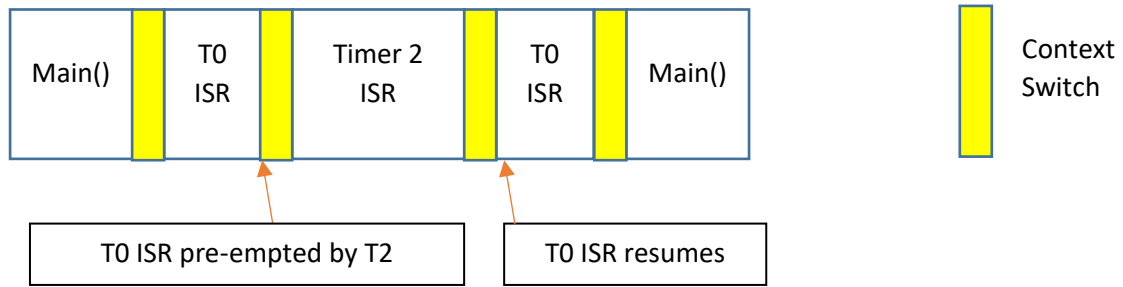 Main()
T0
ISR
Timer 2
ISR
T0
ISR
Main()
Context
Switch
T0 ISR pre-empted by T2
T0 ISR resumes